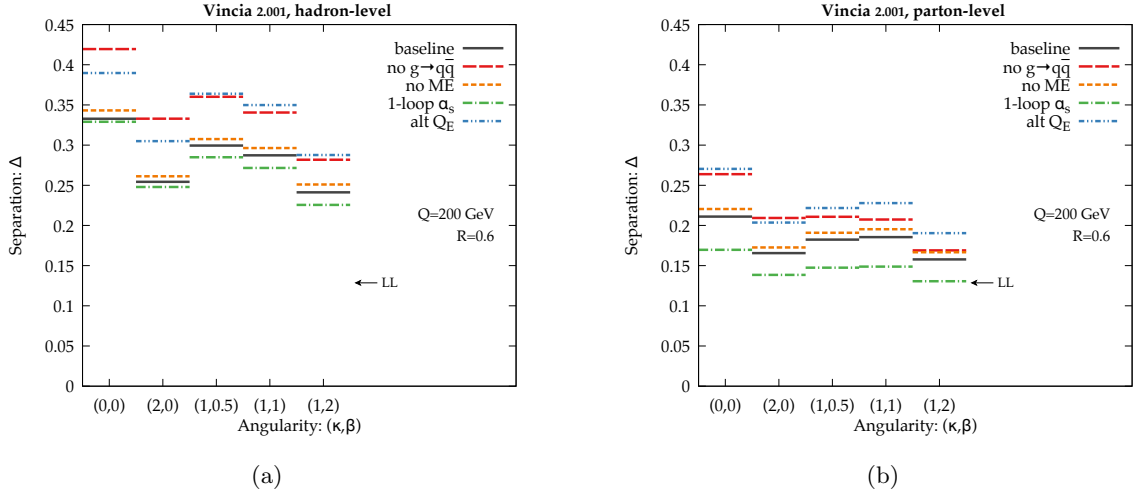 Vincia 2.001, hadron-level
Separation: Δ
0.45
0.4
0.35
0.3
0.25
0.2
0.15
0.1
0.05
0
baseline
no g→qq̅
no ME
1-loop αs
alt QE
Q=200 GeV
R=0.6
LL
(0,0) (2,0) (1,0.5) (1,1) (1,2)
Angularity: (κ,β)
(a)
Vincia 2.001, parton-level
Separation: Δ
0.45
0.4
0.35
0.3
0.25
0.2
0.15
0.1
0.05
0
baseline
no g→qq̅
no ME
1-loop αs
alt QE
Q=200 GeV
R=0.6
LL
(0,0) (2,0) (1,0.5) (1,1) (1,2)
Angularity: (κ,β)
(b)